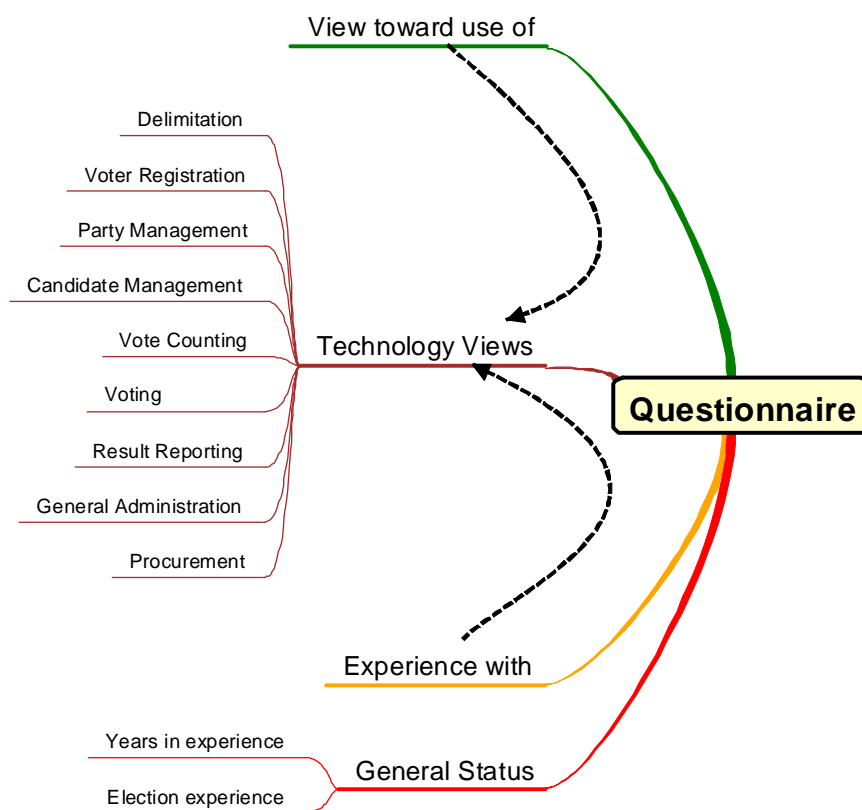 View toward use of
Delimitation
Voter Registration
Party Management
Candidate Management
Vote Counting
Technology Views
Voting
Questionnaire
Result Reporting
General Administration
Procurement
Experience with
Years in experience
General Status
Election experience